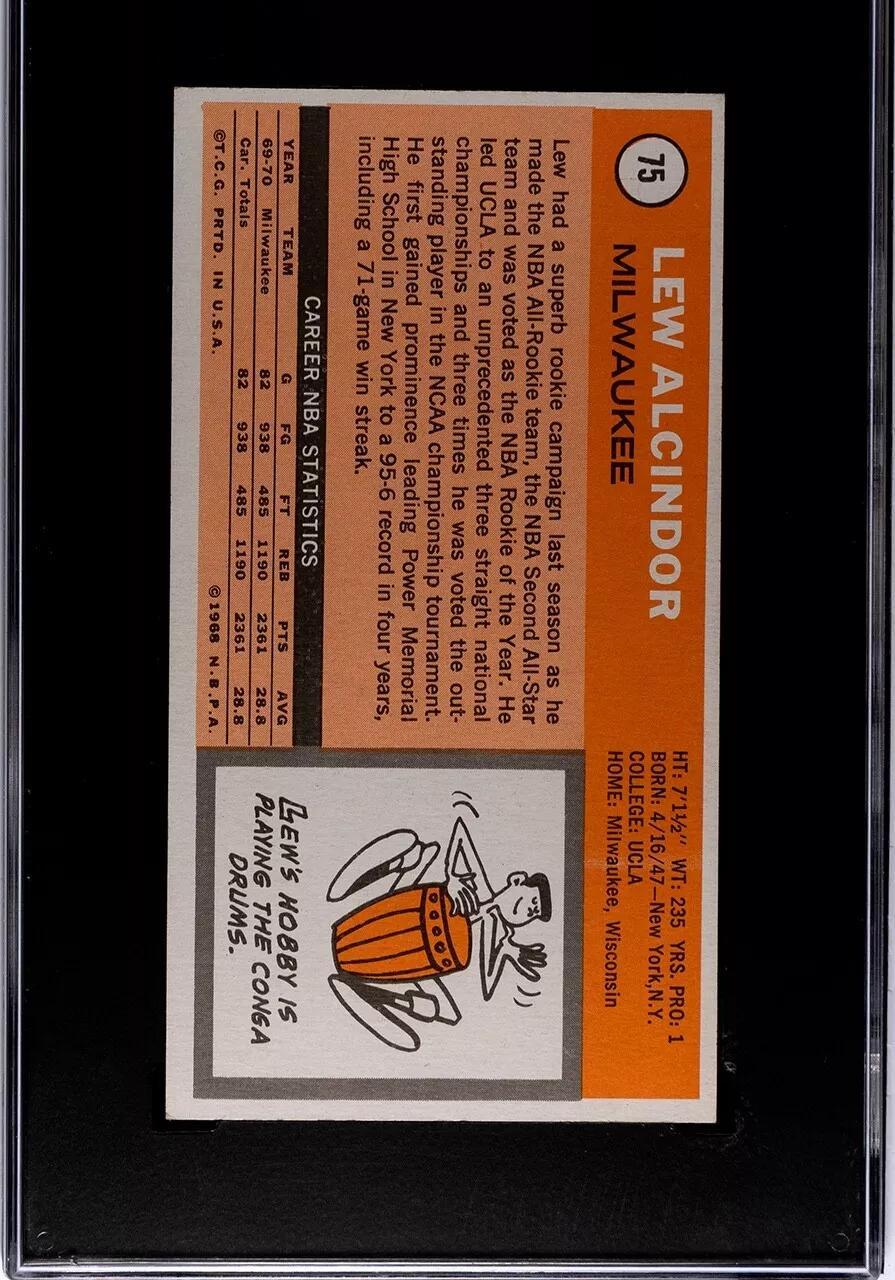 75
LEW ALCINDOR
MILWAUKEE
HT: 7'1½" WT: 235 YRS. PRO: 1
BORN: 4/16/47—New York, N.Y.
COLLEGE: UCLA
HOME: Milwaukee, Wisconsin
Lew had a superb rookie campaign last season as he
made the NBA All-Rookie team, the NBA Second All-Star
team and was voted as the NBA Rookie of the Year. He
led UCLA to an unprecedented three straight national
championships and three times he was voted the out-
standing player in the NCAA championship tournament.
He first gained prominence leading Power Memorial
High School in New York to a 95-6 record in four years,
including a 71-game win streak.
CAREER NBA STATISTICS
YEAR TEAM G FG FT REB PTS AVG
69-70 Milwaukee 82 938 485 1190 2361 28.8
Car. Totals 82 938 485 1190 2361 28.8
©T.C.G. PRTD. IN U.S.A. ©1968 N.B.P.A.
LEW'S HOBBY IS
PLAYING THE CONGA
DRUMS.